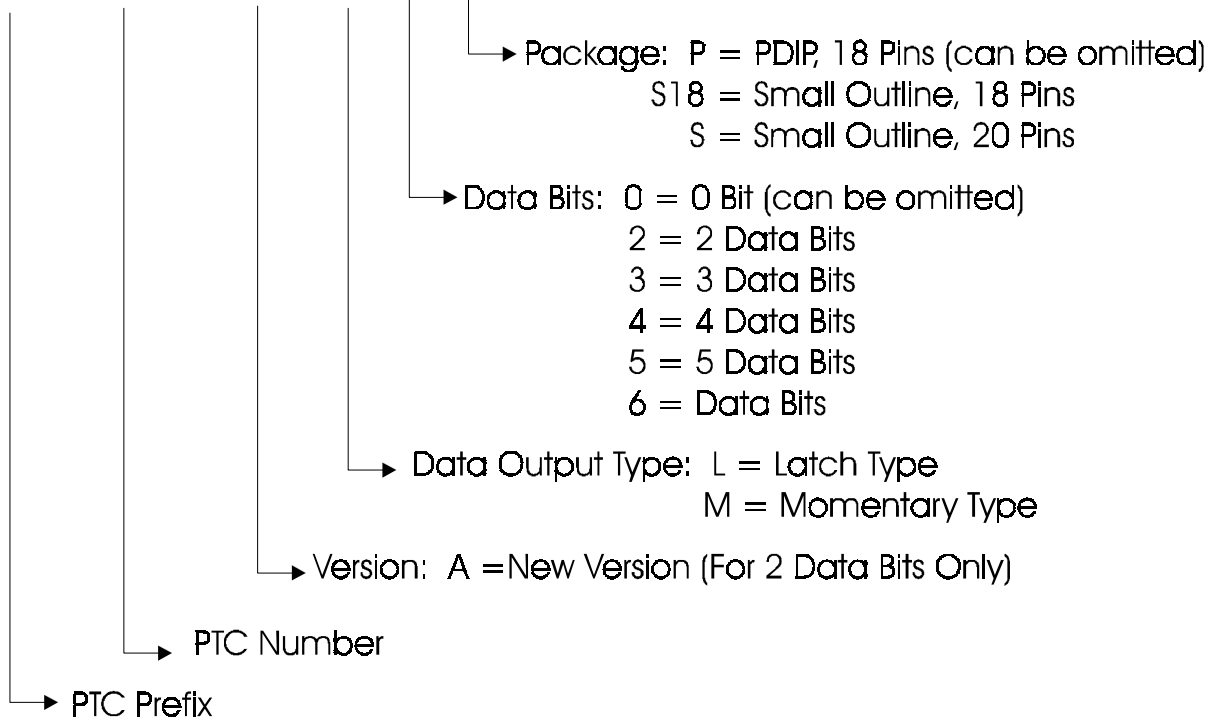 Package: P = PDIP, 18 Pins (can be omitted)
S18 = Small Outline, 18 Pins
S = Small Outline, 20 Pins
Data Bits: 0 = 0 Bit (can be omitted)
2 = 2 Data Bits
3 = 3 Data Bits
4 = 4 Data Bits
5 = 5 Data Bits
6 = Data Bits
Data Output Type: L = Latch Type
M = Momentary Type
Version: A =New Version (For 2 Data Bits Only)
PTC Number
PTC Prefix